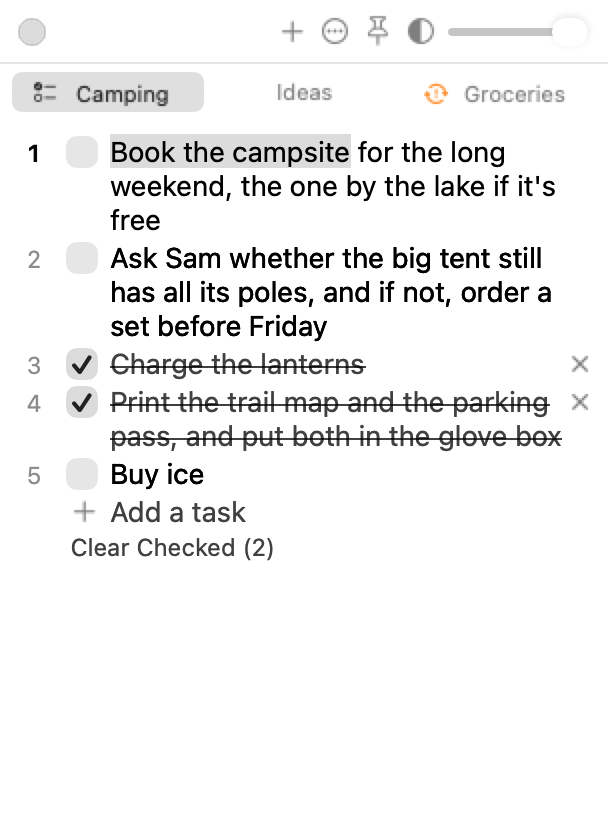 Camping Ideas Groceries
1 Book the campsite for the long
weekend, the one by the lake if it's
free
2 Ask Sam whether the big tent still
has all its poles, and if not, order a
set before Friday
3 Charge the lanterns
4 Print the trail map and the parking
pass, and put both in the glove box
5 Buy ice
+ Add a task
Clear Checked (2)